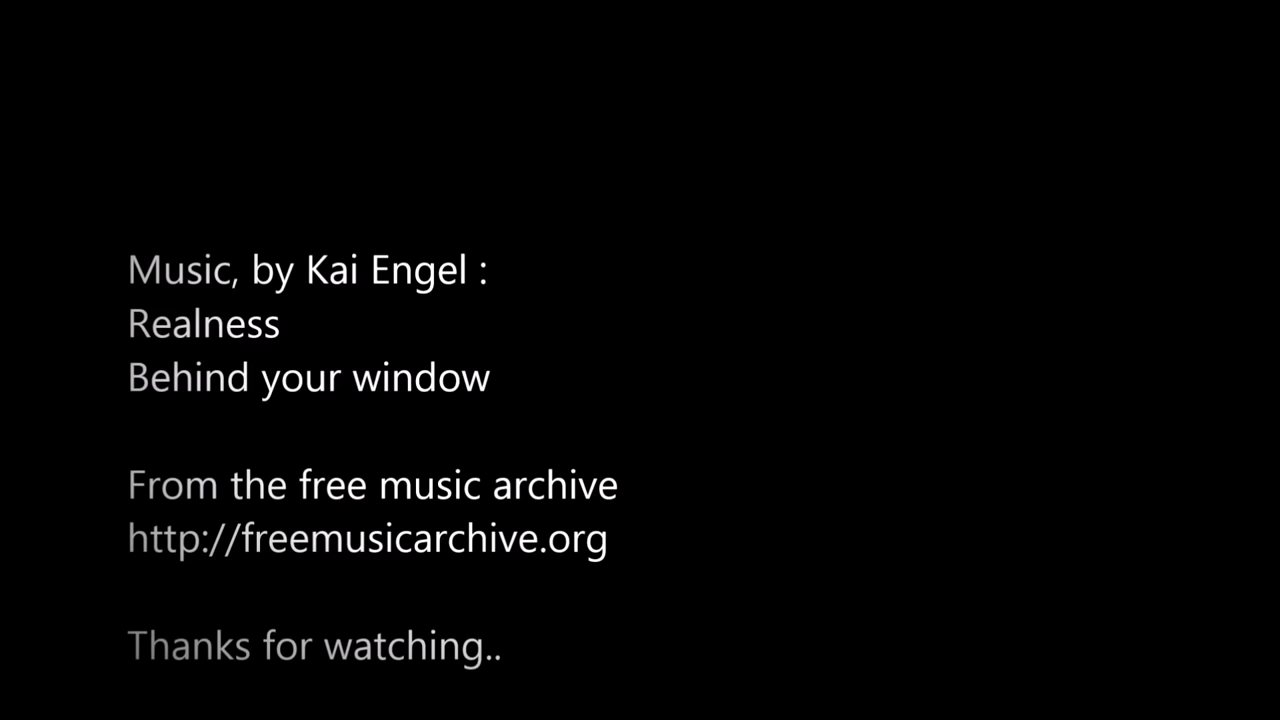 Music, by Kai Engel :
Realness
Behind your window
From the free music archive
http://freemusicarchive.org
Thanks for watching..